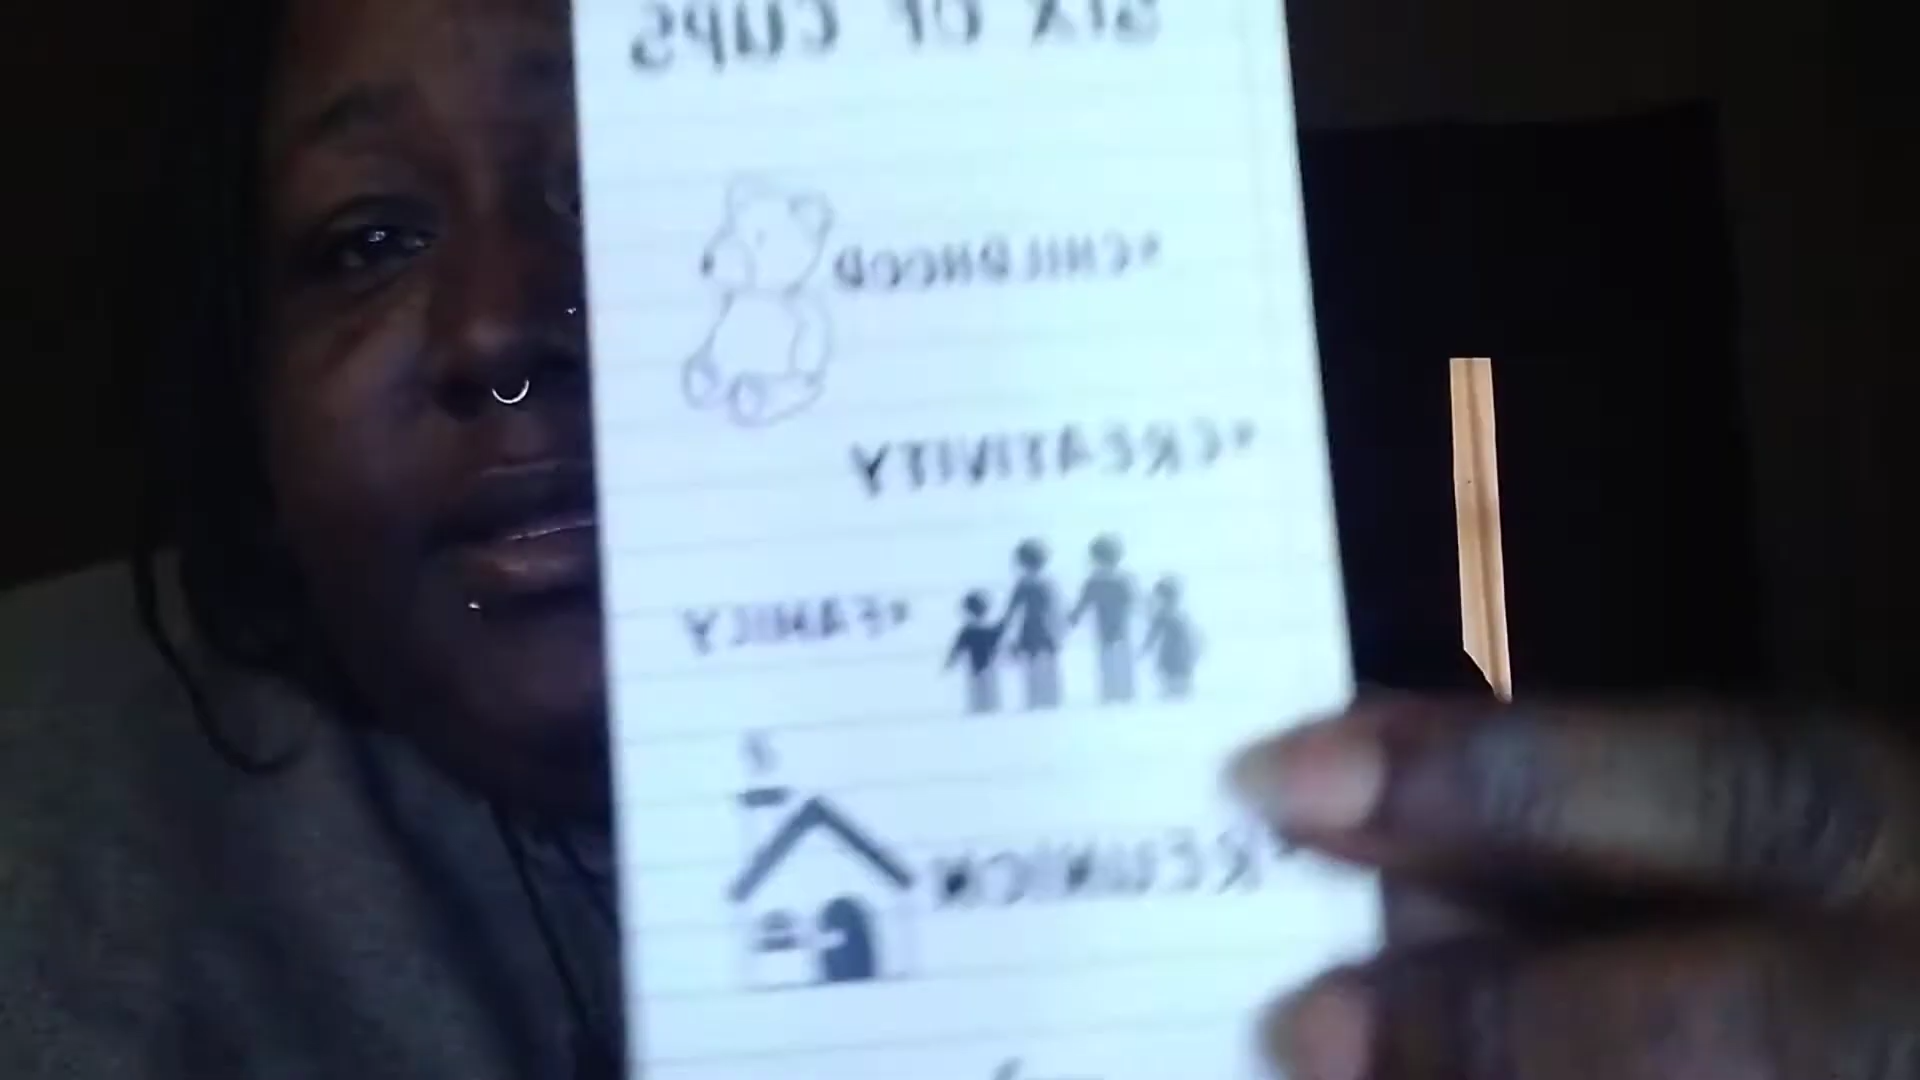 SIX OF CUPS
*CHILDHOOD
*CREATIVITY
*FAMILY
*REUNION